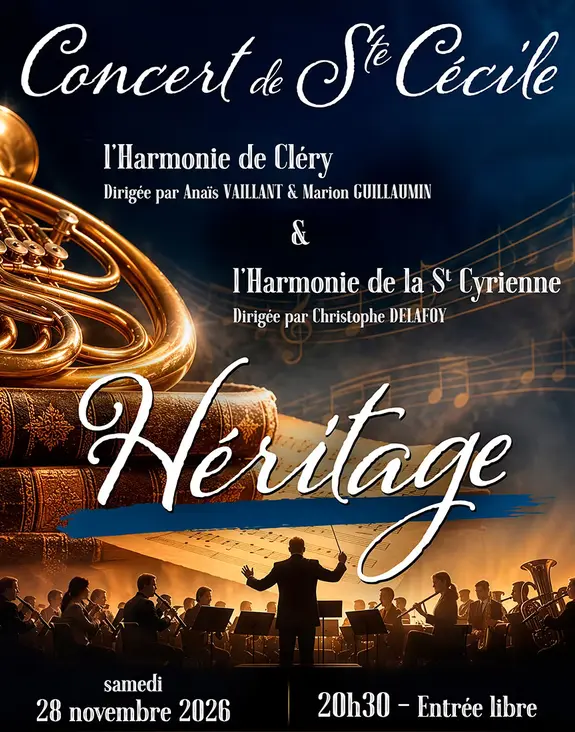 Concert de Ste Cécile
l'Harmonie de Cléry
Dirigée par Anaïs VAILLANT & Marion GUILLAUMIN
&
l'Harmonie de la St Cyrienne
Dirigée par Christophe DELAFOY
Héritage
samedi
28 novembre 2026
20h30 – Entrée libre